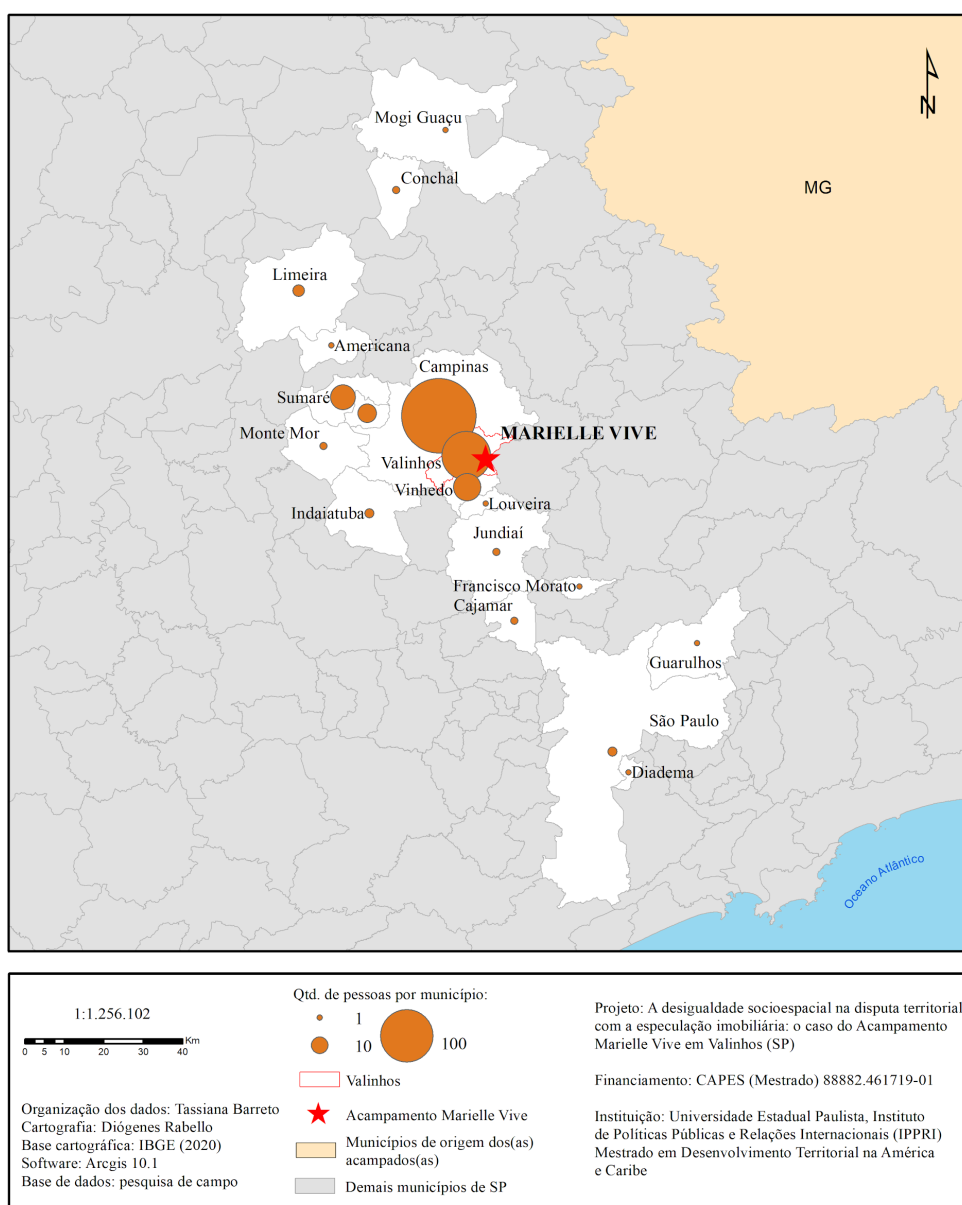 N
Mogi Guaçu
MG
Conchal
Limeira
Americana
Campinas
Sumaré
MARIELLE VIVE
Monte Mor
Valinhos
Vinhedo
Louveira
Indaiatuba
Jundiaí
Francisco Morato
Cajamar
Guarulhos
São Paulo
Diadema
Oceano Atlântico
1:1.256.102
Km
0 5 10 20 30 40
Organização dos dados: Tassiana Barreto
Cartografia: Diógenes Rabello
Base cartográfica: IBGE (2020)
Software: Arcgis 10.1
Base de dados: pesquisa de campo
Qtd. de pessoas por município:
1
10
100
Valinhos
Acampamento Marielle Vive
Municípios de origem dos(as)
acampados(as)
Demais municípios de SP
Projeto: A desigualdade socioespacial na disputa territorial
com a especulação imobiliária: o caso do Acampamento
Marielle Vive em Valinhos (SP)
Financiamento: CAPES (Mestrado) 88882.461719-01
Instituição: Universidade Estadual Paulista, Instituto
de Políticas Públicas e Relações Internacionais (IPPRI)
Mestrado em Desenvolvimento Territorial na América
e Caribe